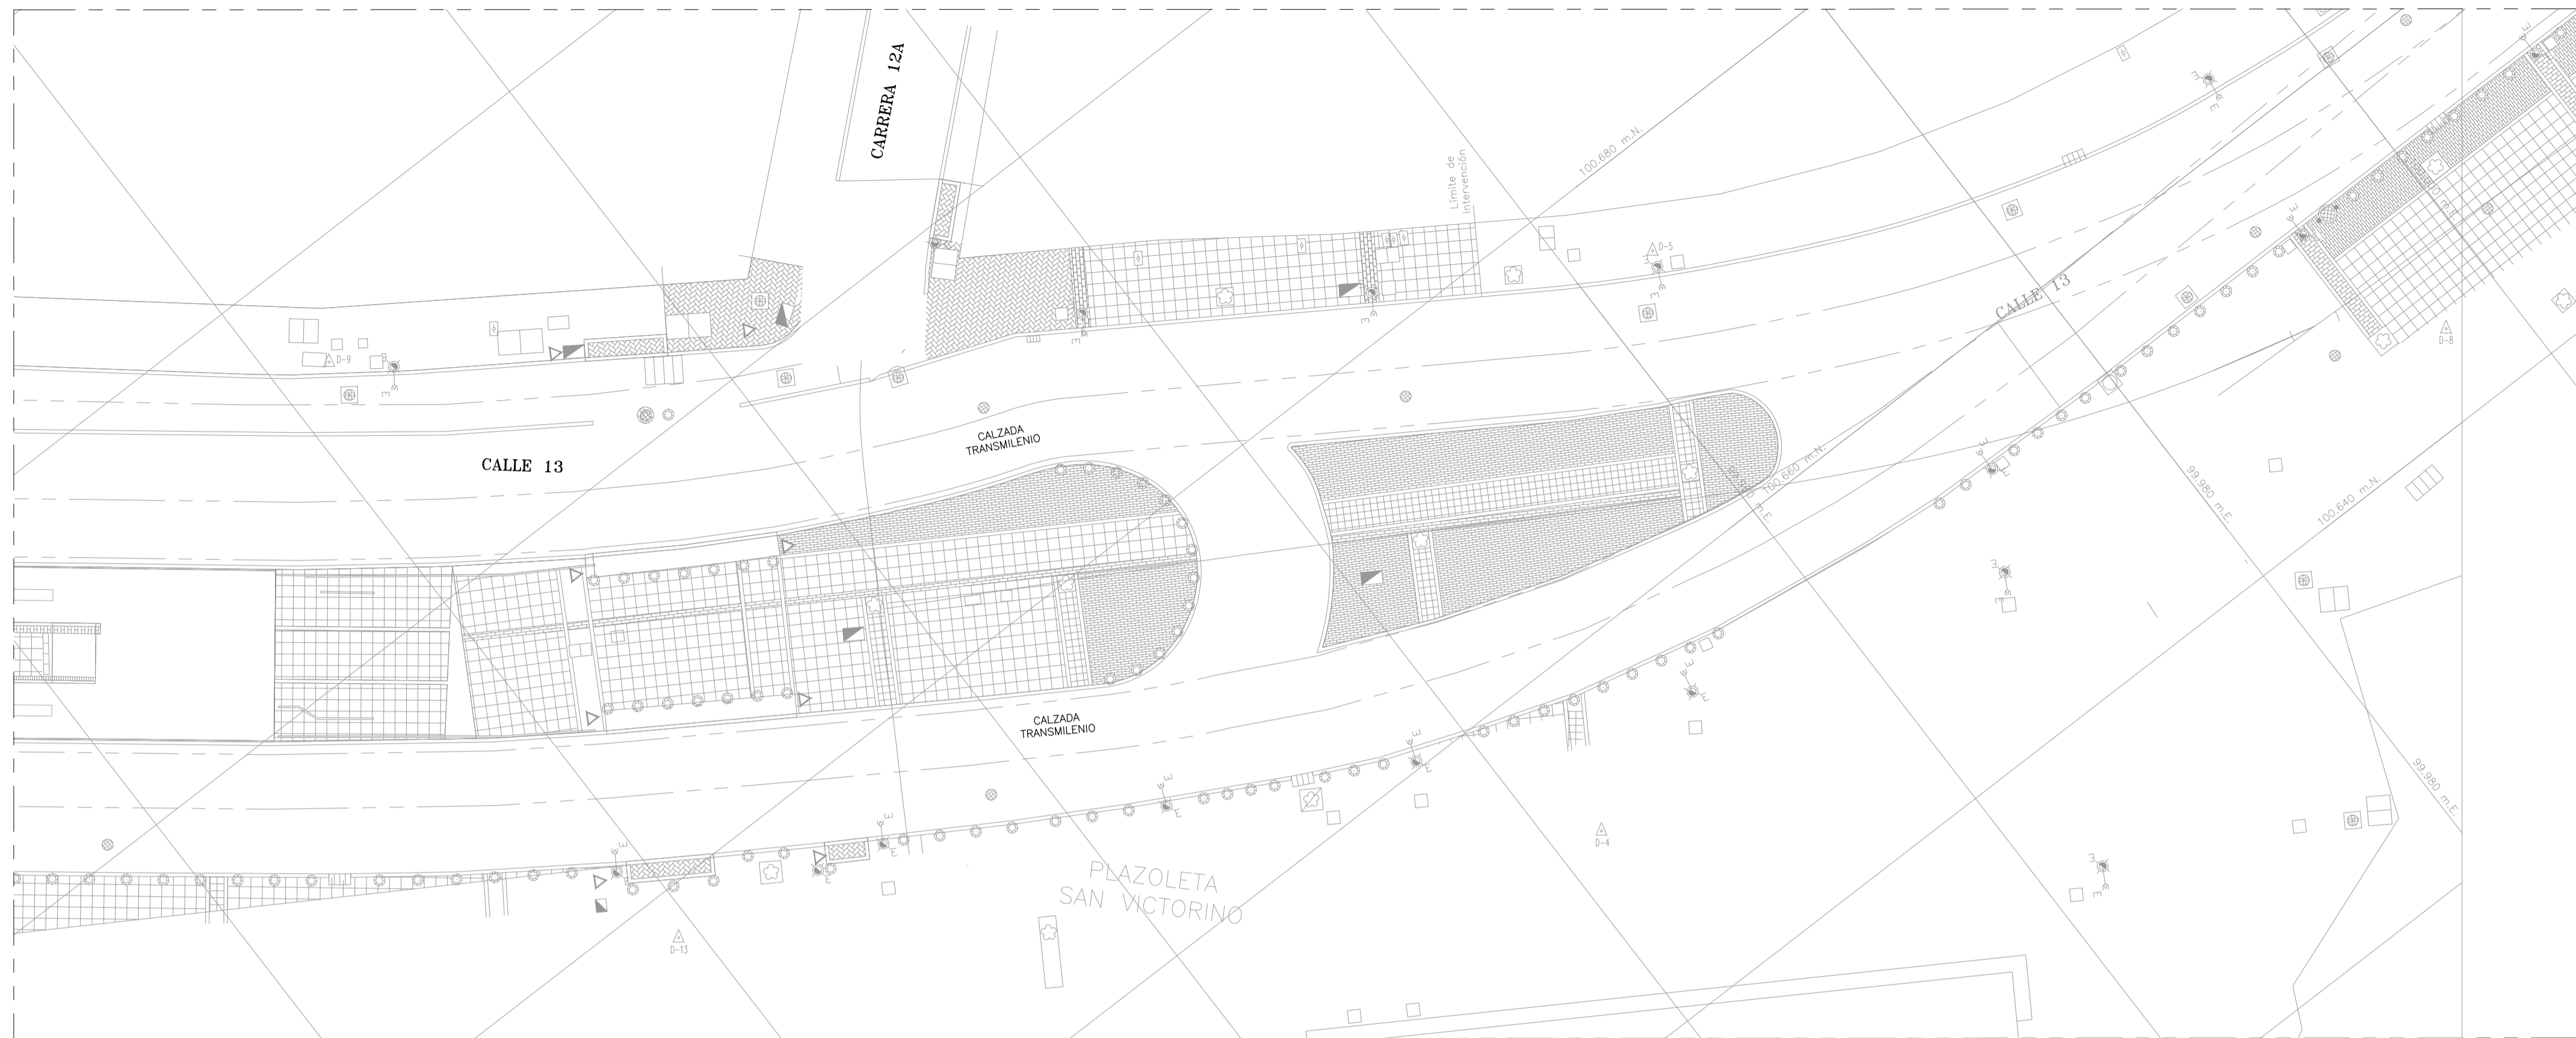 CARRERA 12A
100.680 m.N.
Límite de
Intervención
D-5
CALLE 13
D-8
D-9
CALLE 13
CALZADA
TRANSMILENIO
100.660 m.N.
99.980 m.E.
100.640 m.N.
CALZADA
TRANSMILENIO
99.980 m.E.
D-4
PLAZOLETA
SAN VICTORINO
D-13